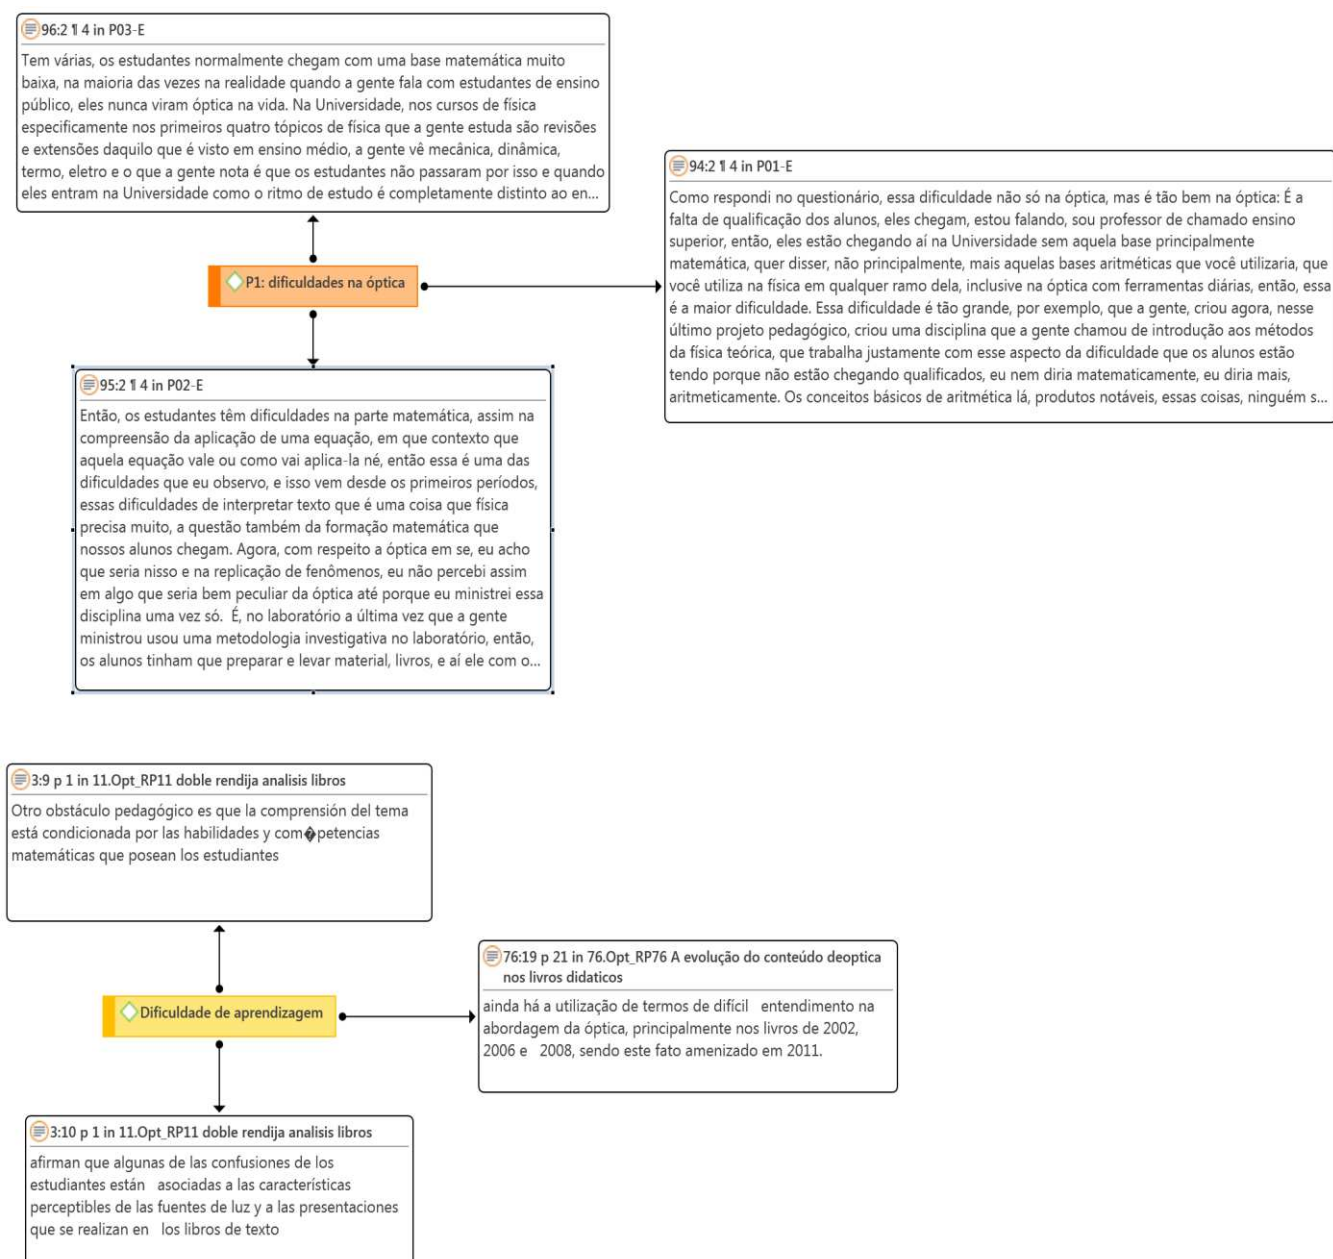 96:2 ¶ 4 in P03-E
Tem várias, os estudantes normalmente chegam com uma base matemática muito
baixa, na maioria das vezes na realidade quando a gente fala com estudantes de ensino
público, eles nunca viram óptica na vida. Na Universidade, nos cursos de física
especificamente nos primeiros quatro tópicos de física que a gente estuda são revisões
e extensões daquilo que é visto em ensino médio, a gente vê mecânica, dinâmica,
termo, eletro e o que a gente nota é que os estudantes não passaram por isso e quando
eles entram na Universidade como o ritmo de estudo é completamente distinto ao en...
94:2 ¶ 4 in P01-E
Como respondi no questionário, essa dificuldade não só na óptica, mas é tão bem na óptica: É a
falta de qualificação dos alunos, eles chegam, estou falando, sou professor de chamado ensino
superior, então, eles estão chegando aí na Universidade sem aquela base principalmente
matemática, quer disser, não principalmente, mais aquelas bases aritméticas que você utilizaria, que
você utiliza na física em qualquer ramo dela, inclusive na óptica com ferramentas diárias, então, essa
é a maior dificuldade. Essa dificuldade é tão grande, por exemplo, que a gente, criou agora, nesse
último projeto pedagógico, criou uma disciplina que a gente chamou de introdução aos métodos
da física teórica, que trabalha justamente com esse aspecto da dificuldade que os alunos estão
tendo porque não estão chegando qualificados, eu nem diria matematicamente, eu diria mais,
aritmeticamente. Os conceitos básicos de aritmética lá, produtos notáveis, essas coisas, ninguém s...
P1: dificuldades na óptica
95:2 ¶ 4 in P02-E
Então, os estudantes têm dificuldades na parte matemática, assim na
compreensão da aplicação de uma equação, em que contexto que
aquela equação vale ou como vai aplica-la né, então essa é uma das
dificuldades que eu observo, e isso vem desde os primeiros períodos,
essas dificuldades de interpretar texto que é uma coisa que física
precisa muito, a questão também da formação matemática que
nossos alunos chegam. Agora, com respeito a óptica em se, eu acho
que seria nisso e na replicação de fenômenos, eu não percebi assim
em algo que seria bem peculiar da óptica até porque eu ministrei essa
disciplina uma vez só. É, no laboratório a última vez que a gente
ministrou usou uma metodologia investigativa no laboratório, então,
os alunos tinham que preparar e levar material, livros, e aí ele com o...
3:9 p 1 in 11.Opt_RP11 doble rendija analisis libros
Otro obstáculo pedagógico es que la comprensión del tema
está condicionada por las habilidades y com�petencias
matemáticas que posean los estudiantes
76:19 p 21 in 76.Opt_RP76 A evolução do conteúdo deoptica
nos livros didaticos
ainda há a utilização de termos de difícil entendimento na
abordagem da óptica, principalmente nos livros de 2002,
2006 e 2008, sendo este fato amenizado em 2011.
Dificuldade de aprendizagem
3:10 p 1 in 11.Opt_RP11 doble rendija analisis libros
afirman que algunas de las confusiones de los
estudiantes están asociadas a las características
perceptibles de las fuentes de luz y a las presentaciones
que se realizan en los libros de texto